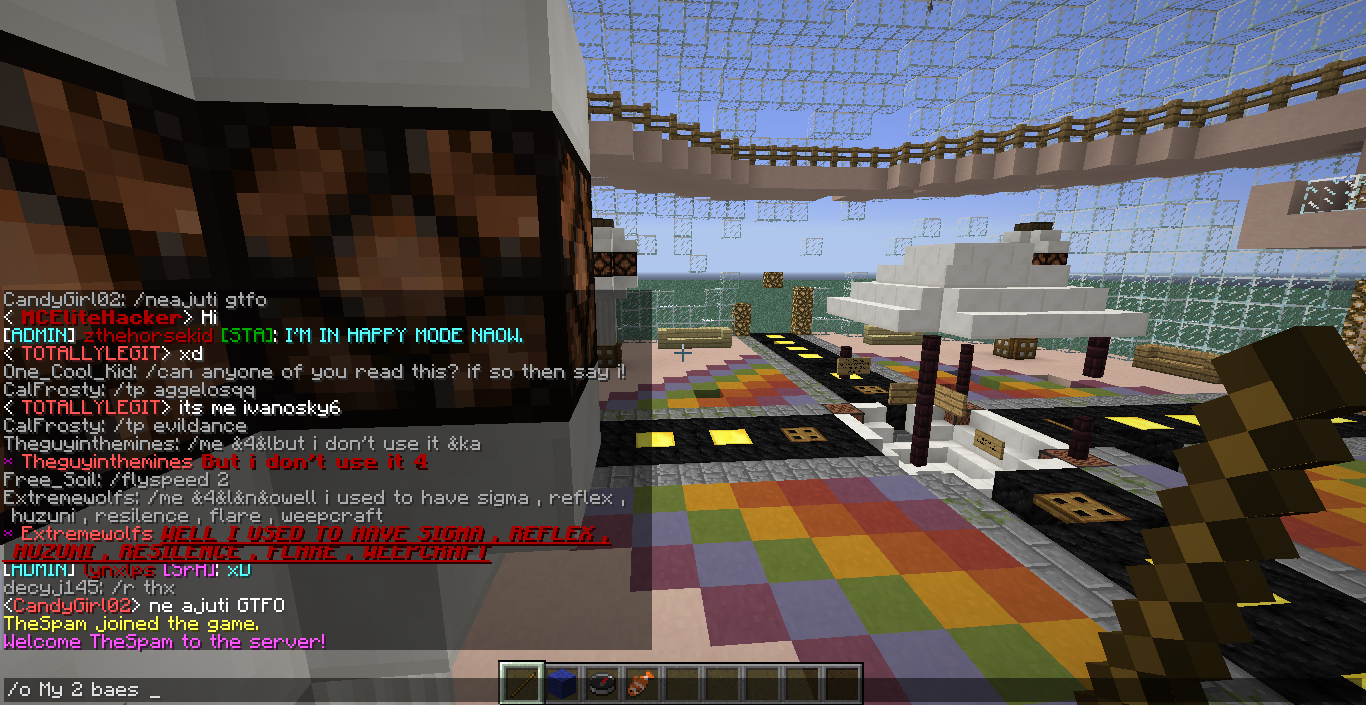 CandyGirl02: /neajuti gtfo
< MCEliteHacker> Hi
[ADMIN] zthehorsekid [STA]: I'M IN HAPPY MODE NAOW.
< TOTALLYLEGIT> xd
One_Cool_Kid: /can anyone of you read this? if so then say i!
CalFrosty: /tp aggelosqq
< TOTALLYLEGIT> its me ivanosky6
CalFrosty: /tp evildance
Theguyinthemines: /me &4&lbut i don't use it &ka
* Theguyinthemines But i don't use it 4
Free_Soil: /flyspeed 2
Extremewolfs: /me &4&l&n&owell i used to have sigma , reflex ,
huzuni , resilence , flare , weepcraft
* Extremewolfs WELL I USED TO HAVE SIGMA , REFLEX ,
HUZUNI , RESILENCE , FLARE , WEEPCRAFT
[ADMIN] lynxlps [SrA]: xD
decyj145: /r thx
<CandyGirl02> ne ajuti GTFO
TheSpam joined the game.
Welcome TheSpam to the server!
/o My 2 baes _